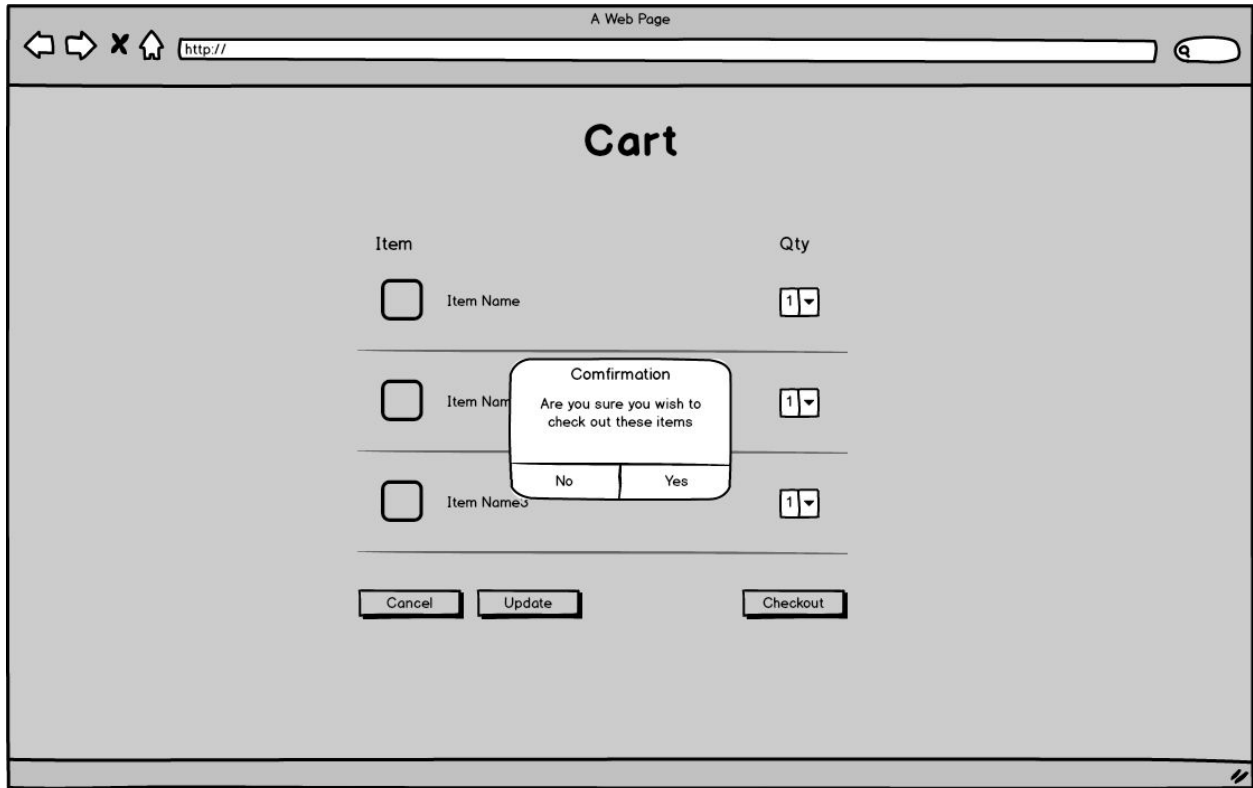 A Web Page
http://
Cart
Item Qty
Item Name 1
Comfirmation
Are you sure you wish to
check out these items
Item Nam 1
No Yes
Item Name3 1
Cancel Update Checkout